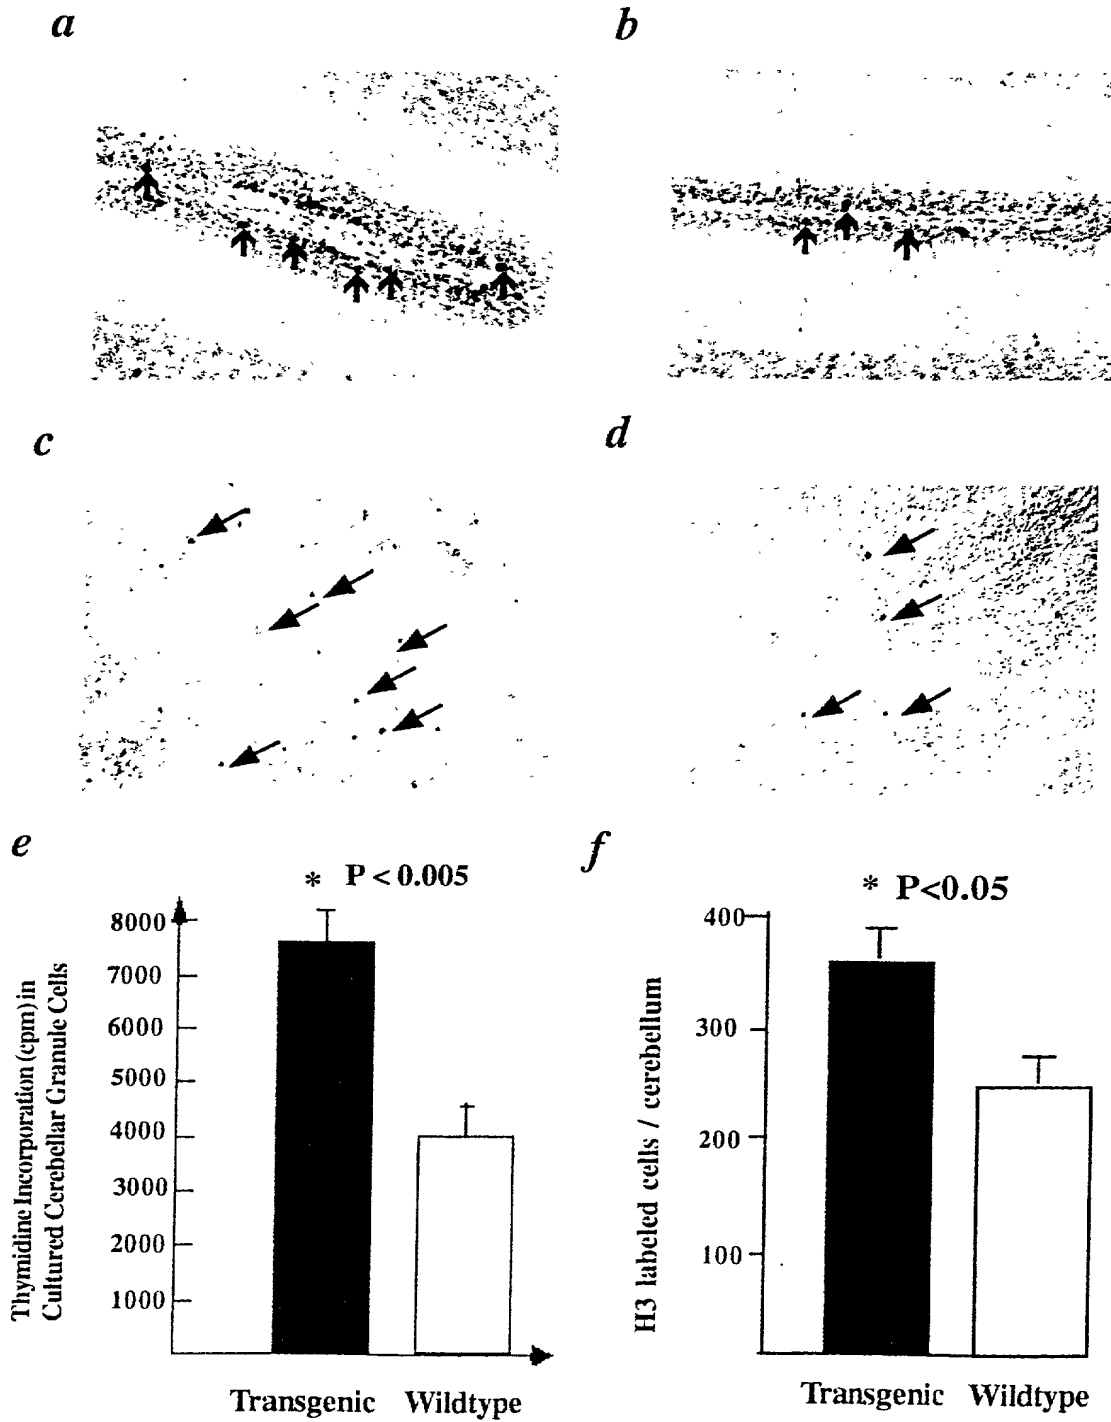 a
b
c
d
e
* P < 0.005
8000
7000
6000
5000
4000
3000
2000
1000
Thymidine Incorporation (cpm) in
Cultured Cerebellar Granule Cells
Transgenic Wildtype
f
* P<0.05
400
300
200
100
H3 labeled cells / cerebellum
Transgenic Wildtype